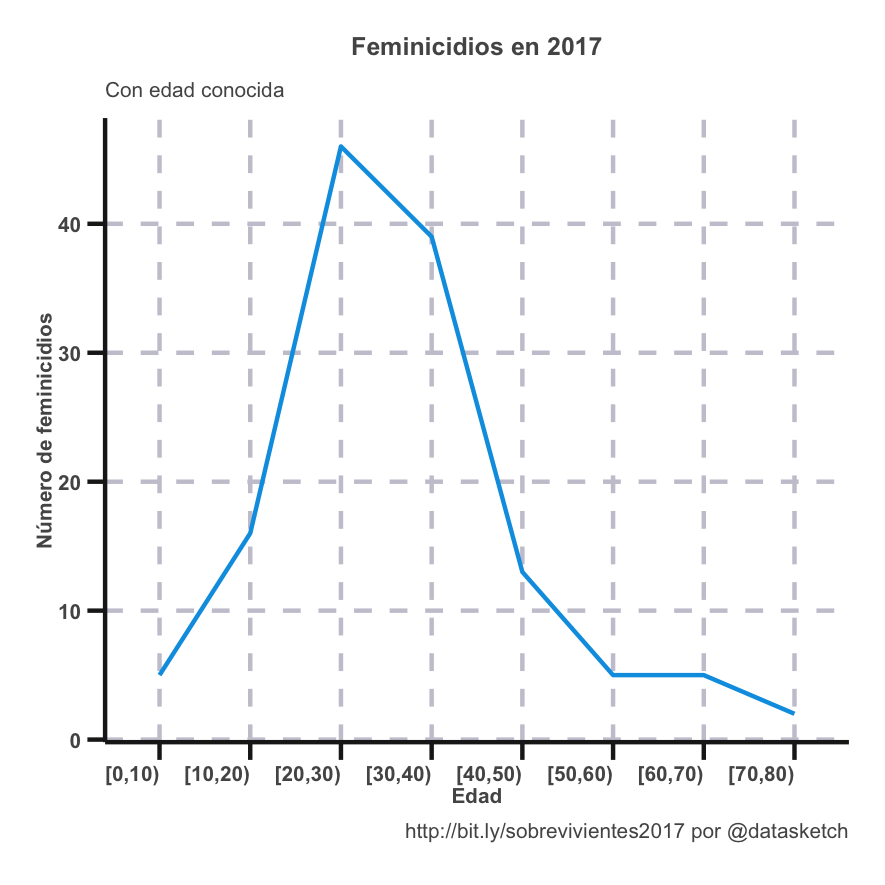 Feminicidios en 2017
Con edad conocida
Número de feminicidios
40
30
20
10
0
[0,10) [10,20) [20,30) [30,40) [40,50) [50,60) [60,70) [70,80)
Edad
http://bit.ly/sobrevivientes2017 por @datasketch